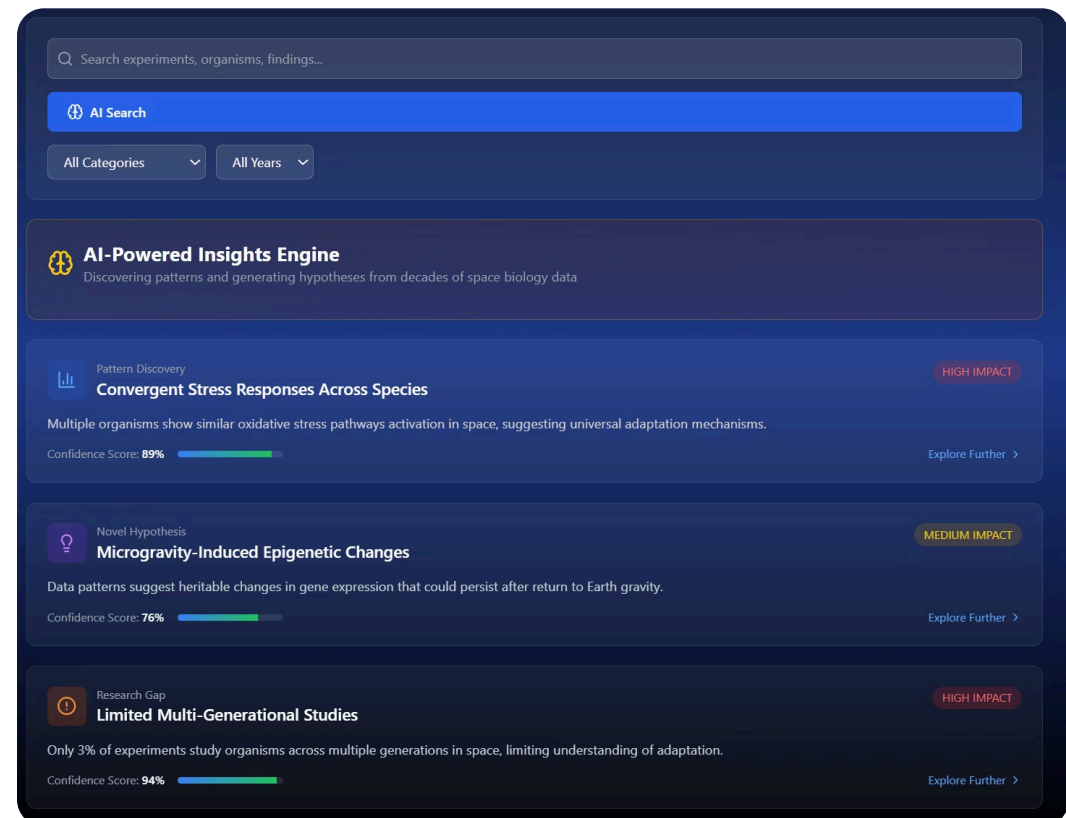 Search experiments, organisms, findings...
AI Search
All Categories
All Years
AI-Powered Insights Engine
Discovering patterns and generating hypotheses from decades of space biology data
Pattern Discovery
HIGH IMPACT
Convergent Stress Responses Across Species
Multiple organisms show similar oxidative stress pathways activation in space, suggesting universal adaptation mechanisms.
Confidence Score: 89%
Explore Further
Novel Hypothesis
MEDIUM IMPACT
Microgravity-Induced Epigenetic Changes
Data patterns suggest heritable changes in gene expression that could persist after return to Earth gravity.
Confidence Score: 76%
Explore Further
Research Gap
HIGH IMPACT
Limited Multi-Generational Studies
Only 3% of experiments study organisms across multiple generations in space, limiting understanding of adaptation.
Confidence Score: 94%
Explore Further